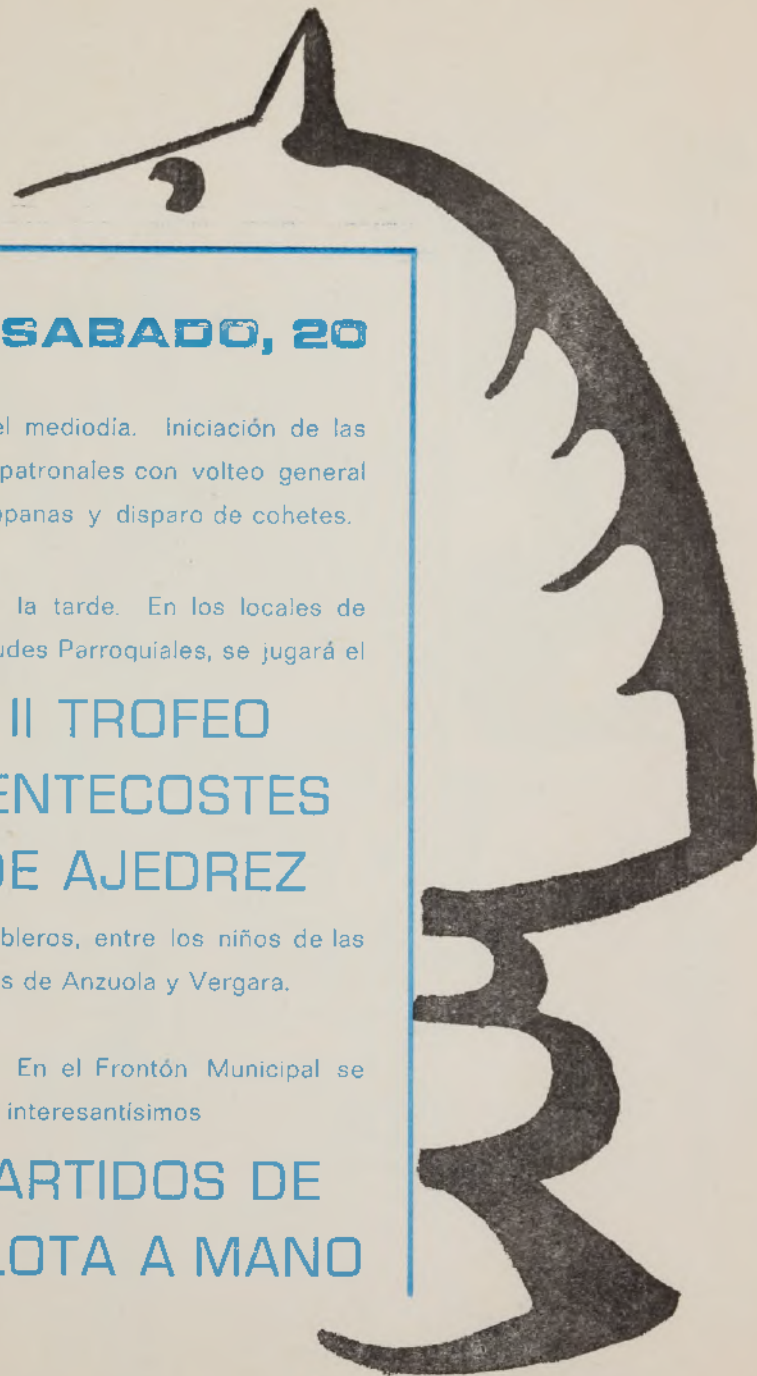 SABADO, 20
el mediodía. Iniciación de las
patronales con volteo general
panas y disparo de cohetes.
la tarde. En los locales de
udes Parroquiales, se jugará el
II TROFEO
ENTECOSTES
DE AJEDREZ
bleros, entre los niños de las
s de Anzuola y Vergara.
En el Frontón Municipal se
interesantísimos
ARTIDOS DE
LOTA A MANO